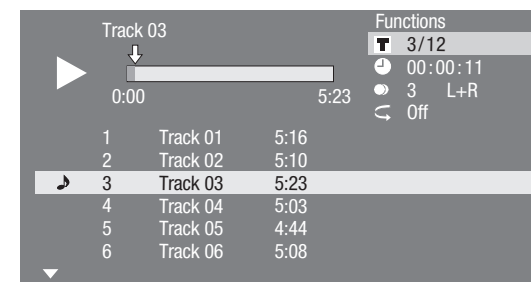 Track 03
0:00 5:23
Functions
T 3/12
00:00:11
3 L+R
Off
1 Track 01 5:16
2 Track 02 5:10
3 Track 03 5:23
4 Track 04 5:03
5 Track 05 4:44
6 Track 06 5:08